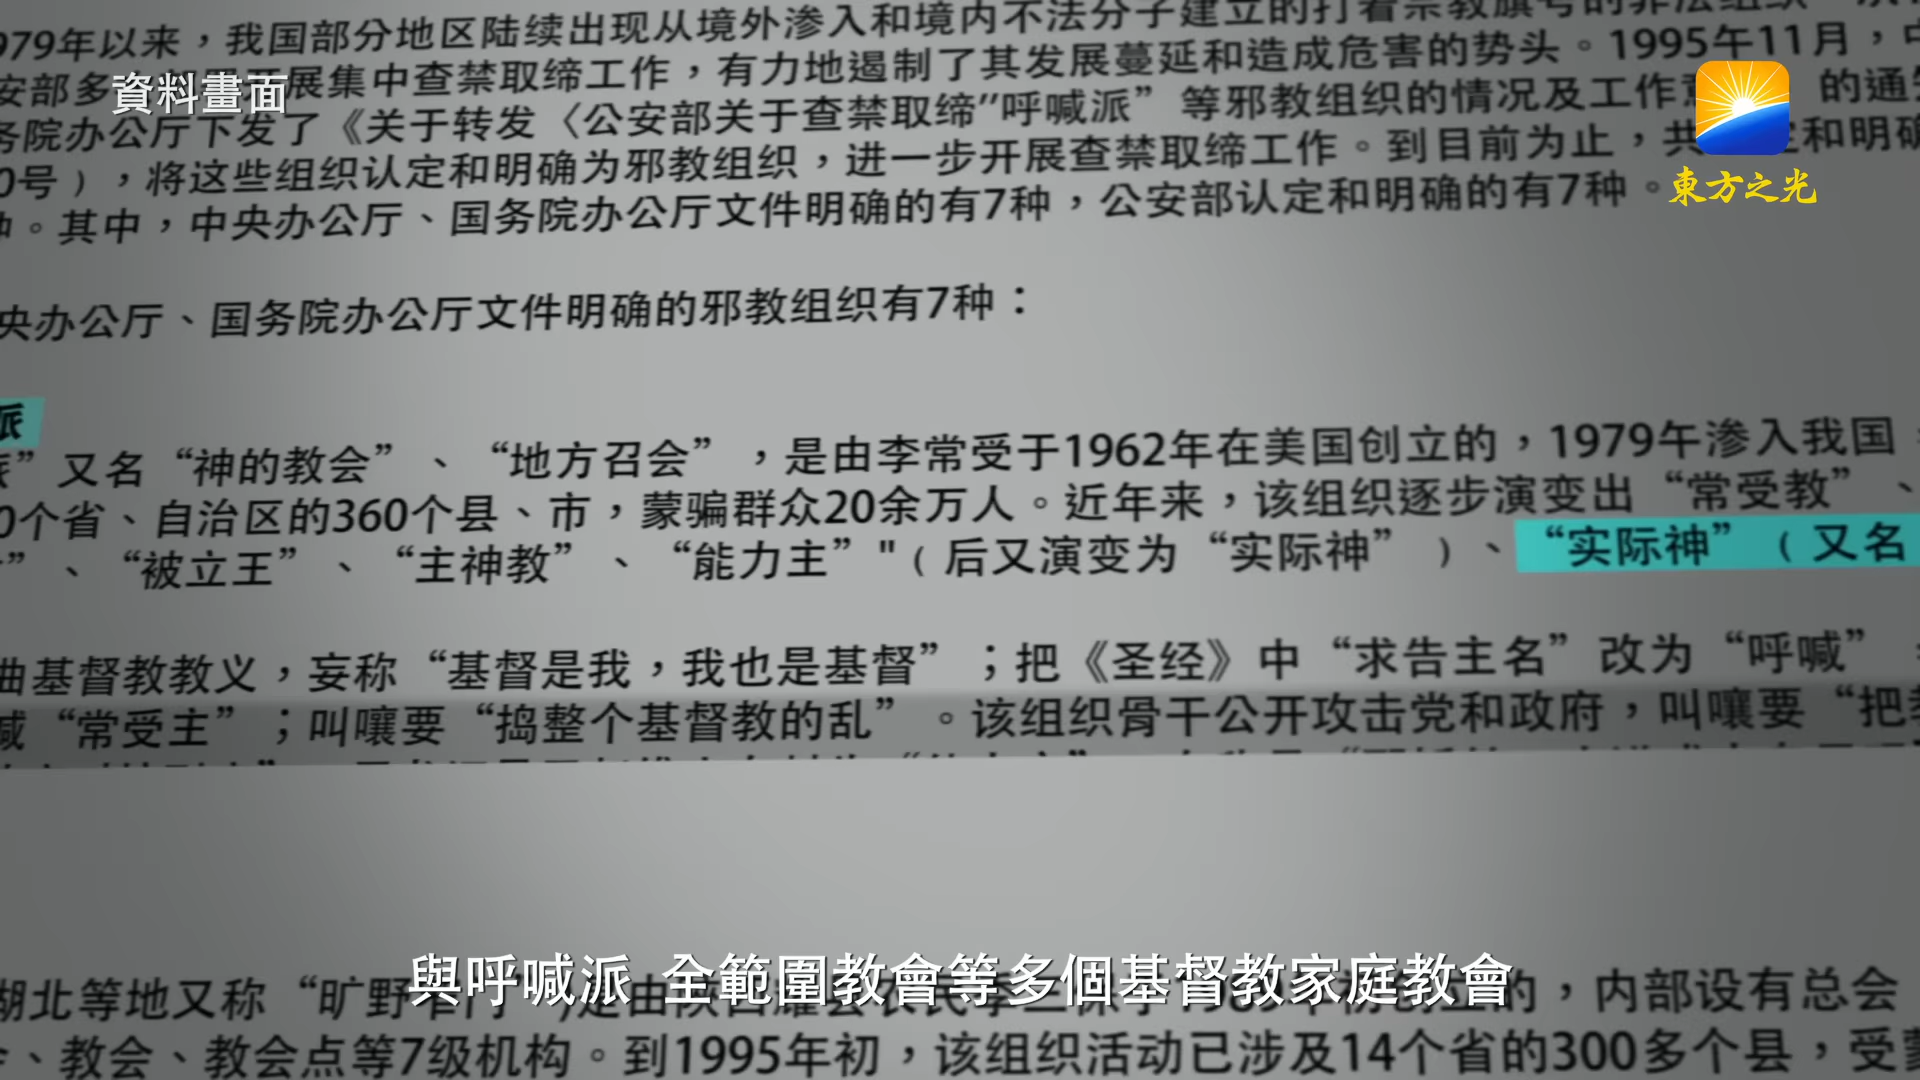 979年以来，我国部分地区陆续出现从境外渗入和境内不法分子建立的打着宗教旗号的非法组织
安部多 展集中查禁取缔工作，有力地遏制了其发展蔓延和造成危害的势头。1995年11月，中
资料畫面
务院办公厅下发了《关于转发〈公安部关于查禁取缔”呼喊派”等邪教组织的情况及工作 的通知
0号），将这些组织认定和明确为邪教组织，进一步开展查禁取缔工作。到目前为止，共 定和明确
東方之光
种。其中，中央办公厅、国务院办公厅文件明确的有7种，公安部认定和明确的有7种。
央办公厅、国务院办公厅文件明确的邪教组织有7种：
派
派”又名“神的教会”、“地方召会”，是由李常受于1962年在美国创立的，1979午渗入我国
0个省、自治区的360个县、市，蒙骗群众20余万人。近年来，该组织逐步演变出“常受教”、
”、“被立王”、“主神教”、“能力主”"（后又演变为“实际神”）、“实际神”（又名
曲基督教教义，妄称“基督是我，我也是基督”；把《圣经》中“求告主名”改为“呼喊”
喊“常受主”；叫嚷要“捣整个基督教的乱”。该组织骨干公开攻击党和政府，叫嚷要“把
與呼喊派 全範圍教會等多個基督教家庭教會
湖北等地又称“旷野 的，内部设有总会
、教会、教会点等7级机构。到1995年初，该组织活动已涉及14个省的300多个县，受蒙